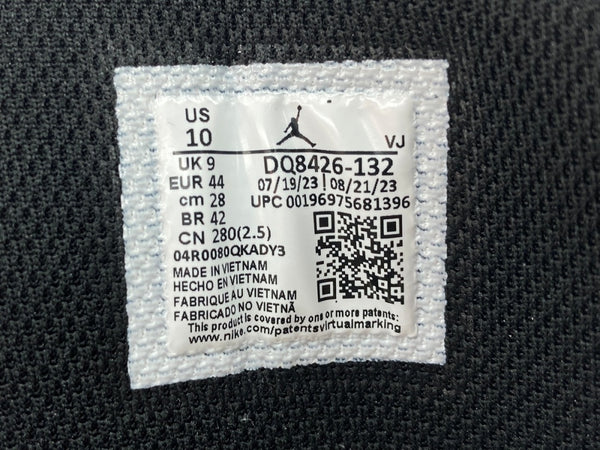 US
10
VJ
UK 9
DQ8426-132
EUR 44
07/19/23 | 08/21/23
cm 28
UPC 00196975681396
BR 42
CN 280(2.5)
04R0080QKADY3
MADE IN VIETNAM
HECHO EN VIETNAM
FABRIQUE AU VIETNAM
FABRICADO NO VIETNÃ
This product is covered by one or more patents:
www.nike.com/patentsvirtualmarking